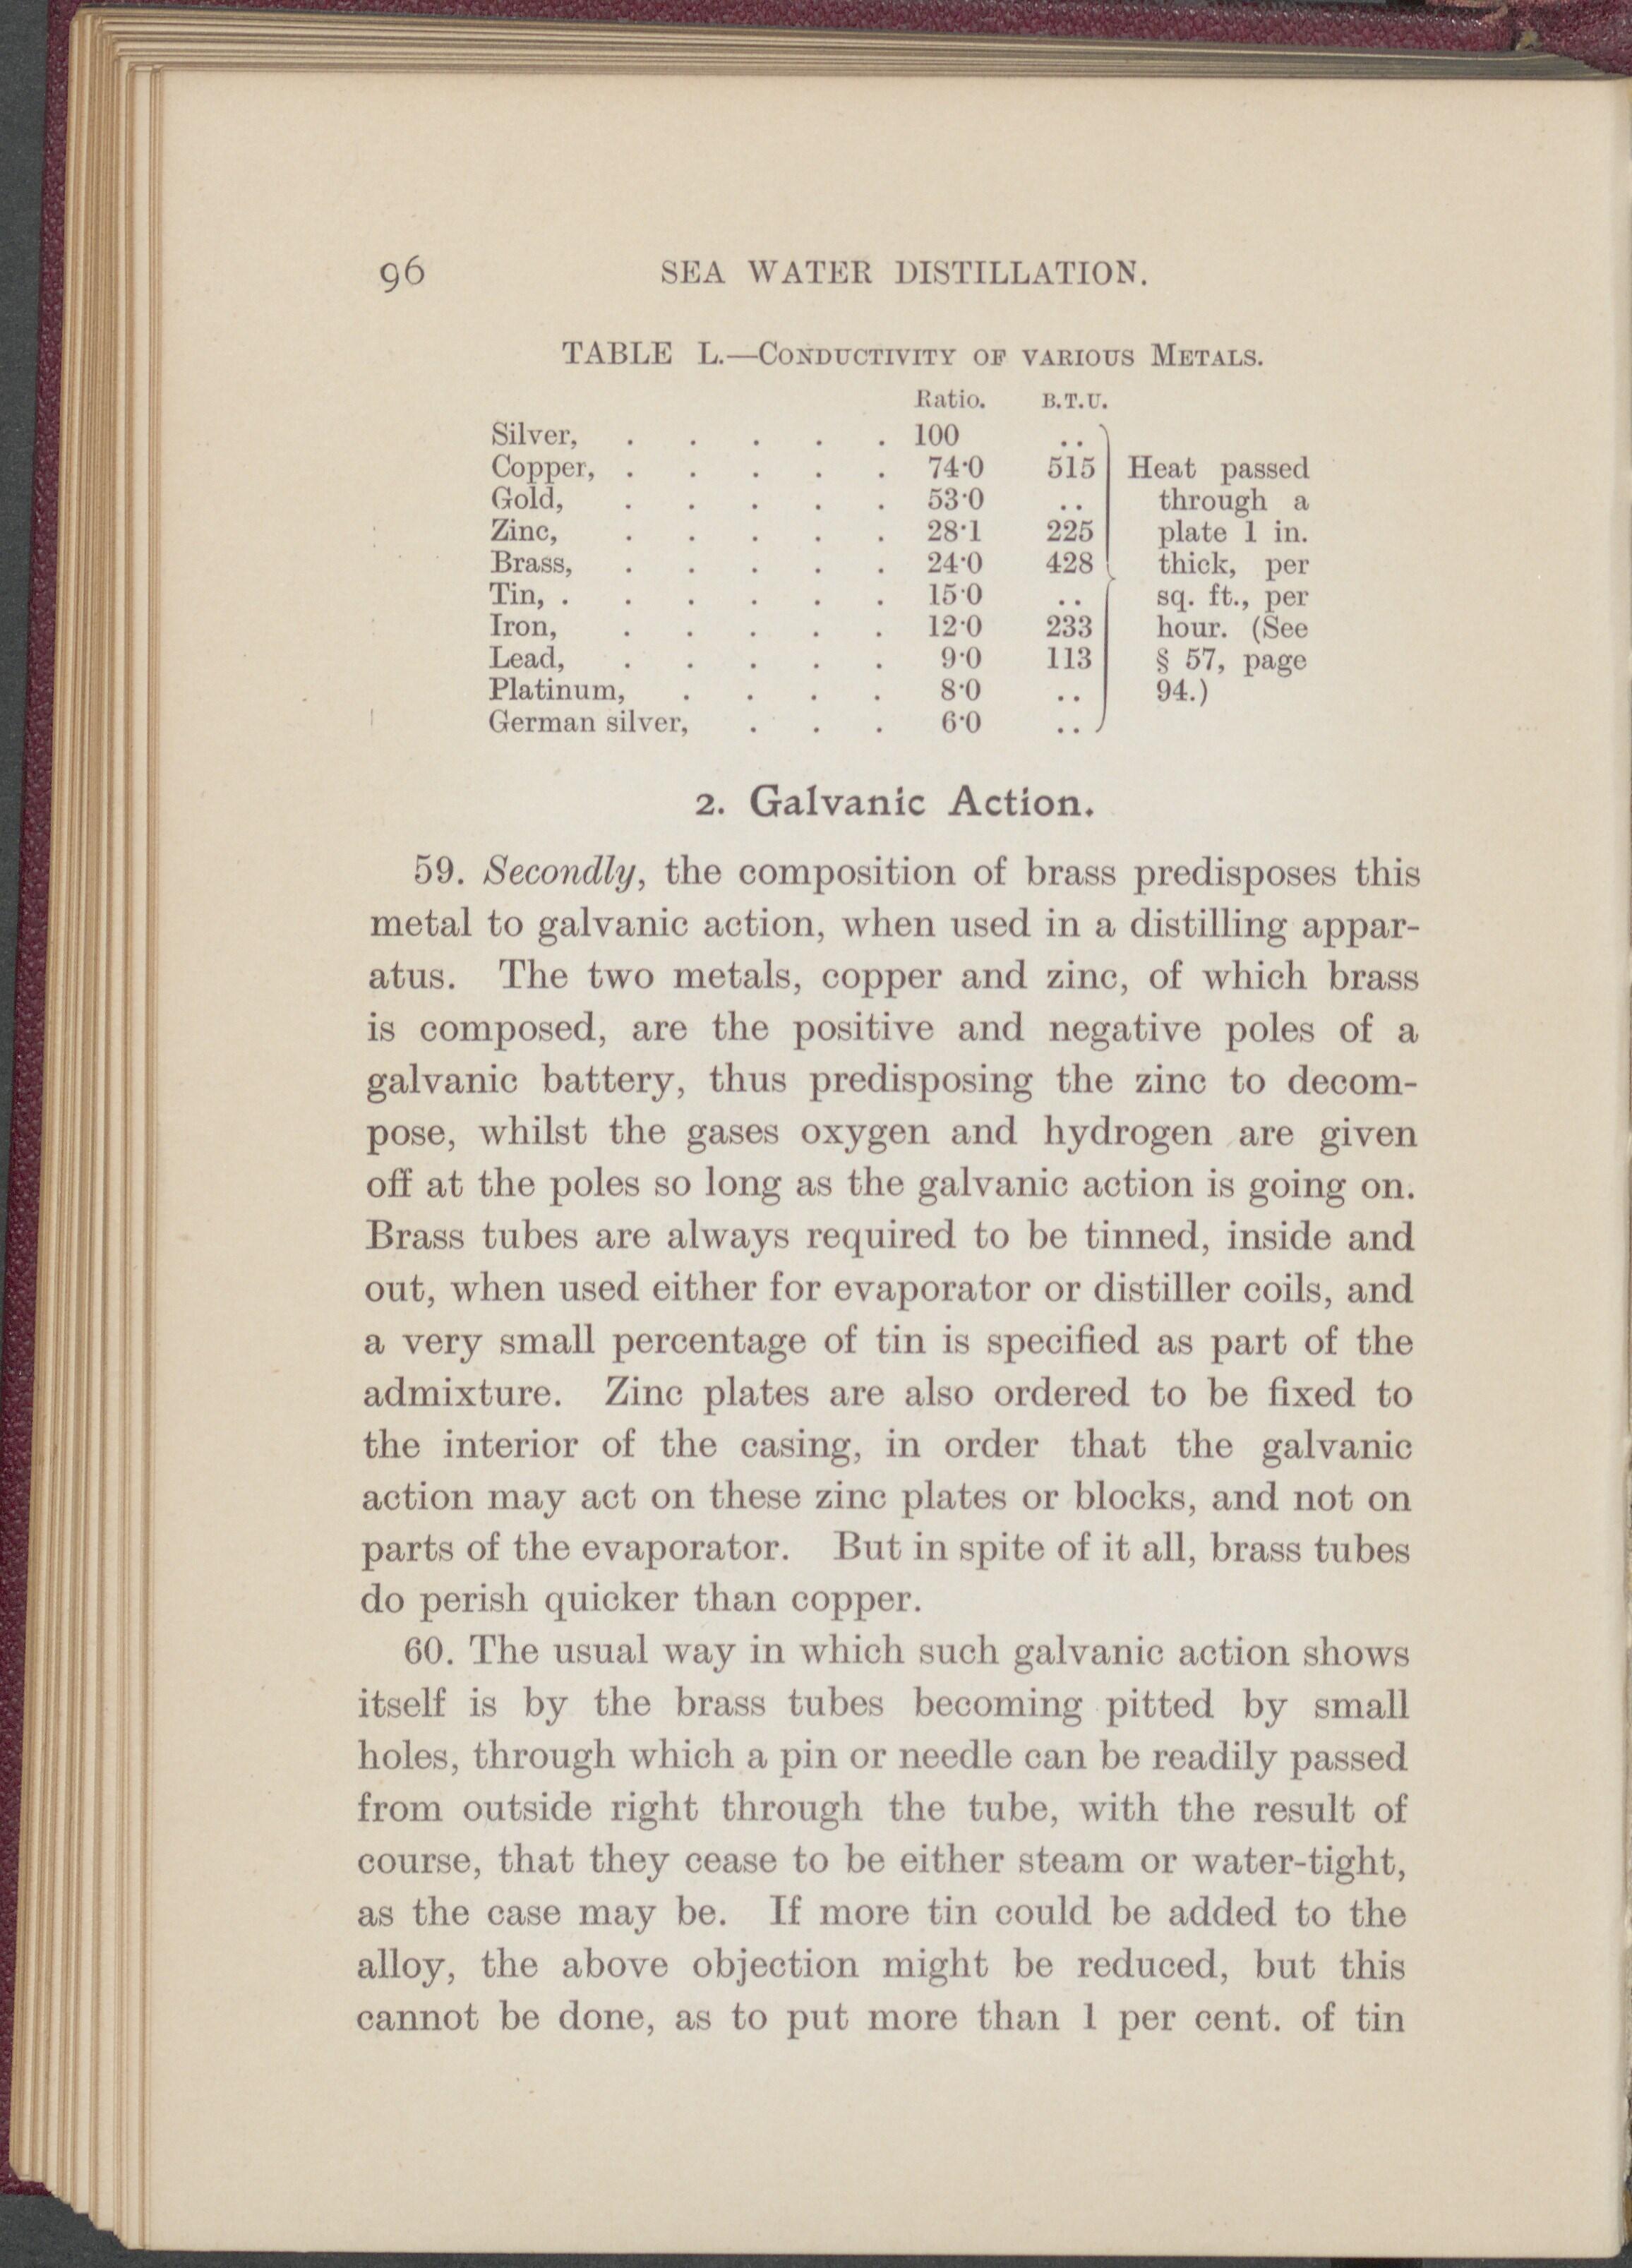 96 SEA WATER DISTILLATION.
TABLE L.—CONDUCTIVITY OF VARIOUS METALS.
Ratio. B.T.U.
Silver, . . . . . 100 ..
Copper, . . . . . 74·0 515 Heat passed
Gold, . . . . . 53·0 .. through a
Zinc, . . . . . 28·1 225 plate 1 in.
Brass, . . . . . 24·0 428 thick, per
Tin, . . . . . . 15·0 .. sq. ft., per
Iron, . . . . . 12·0 233 hour. (See
Lead, . . . . . 9·0 113 § 57, page
Platinum, . . . . 8·0 .. 94.)
German silver, . . . 6·0 ..
2. Galvanic Action.
59. Secondly, the composition of brass predisposes this
metal to galvanic action, when used in a distilling appar-
atus. The two metals, copper and zinc, of which brass
is composed, are the positive and negative poles of a
galvanic battery, thus predisposing the zinc to decom-
pose, whilst the gases oxygen and hydrogen are given
off at the poles so long as the galvanic action is going on.
Brass tubes are always required to be tinned, inside and
out, when used either for evaporator or distiller coils, and
a very small percentage of tin is specified as part of the
admixture. Zinc plates are also ordered to be fixed to
the interior of the casing, in order that the galvanic
action may act on these zinc plates or blocks, and not on
parts of the evaporator. But in spite of it all, brass tubes
do perish quicker than copper.
60. The usual way in which such galvanic action shows
itself is by the brass tubes becoming pitted by small
holes, through which a pin or needle can be readily passed
from outside right through the tube, with the result of
course, that they cease to be either steam or water-tight,
as the case may be. If more tin could be added to the
alloy, the above objection might be reduced, but this
cannot be done, as to put more than 1 per cent. of tin